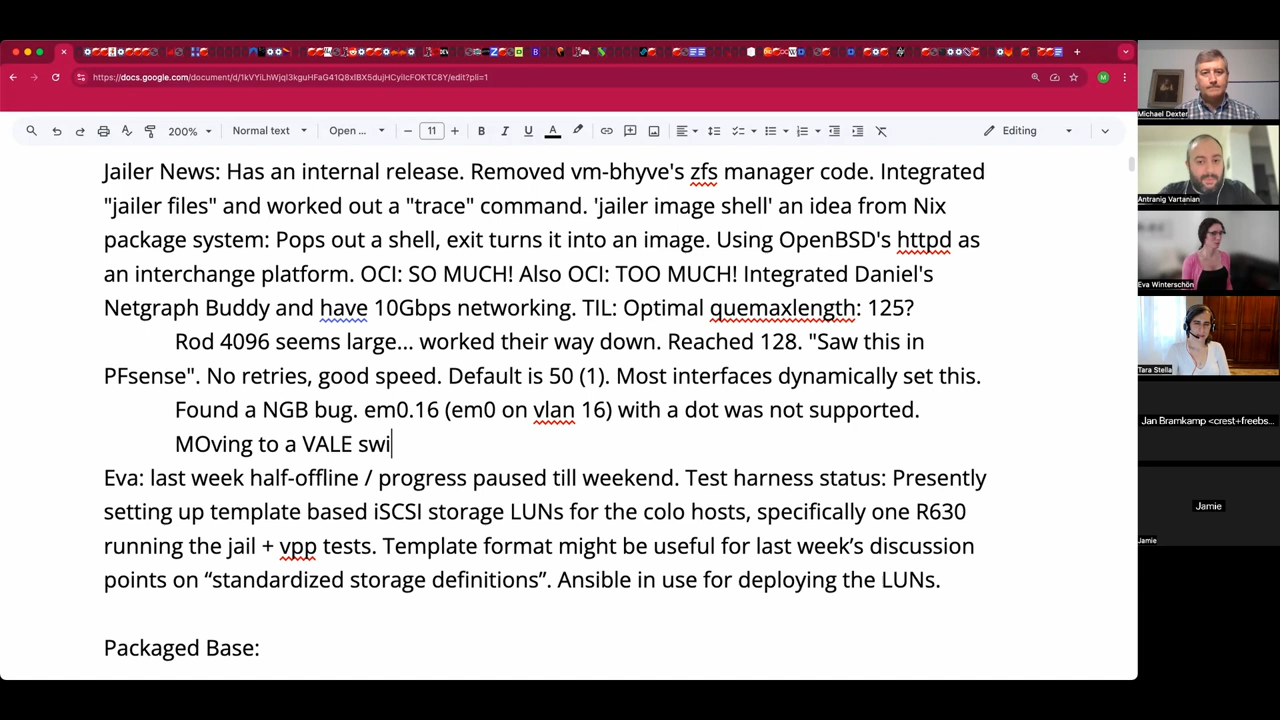 https://docs.google.com/document/d/1kVYiLhWjqI3kguHFaG41Q8xIBX5dujHCyiIcFOKTC8Y/edit?pli=1
M
200%
Normal text
Open ...
11
B
I
U
A
Editing
Jailer News: Has an internal release. Removed vm-bhyve's zfs manager code. Integrated
"jailer files" and worked out a "trace" command. 'jailer image shell' an idea from Nix
package system: Pops out a shell, exit turns it into an image. Using OpenBSD's httpd as
an interchange platform. OCI: SO MUCH! Also OCI: TOO MUCH! Integrated Daniel's
Netgraph Buddy and have 10Gbps networking. TIL: Optimal quemaxlength: 125?
Rod 4096 seems large... worked their way down. Reached 128. "Saw this in
PFsense". No retries, good speed. Default is 50 (1). Most interfaces dynamically set this.
Found a NGB bug. em0.16 (em0 on vlan 16) with a dot was not supported.
MOving to a VALE swi
Eva: last week half-offline / progress paused till weekend. Test harness status: Presently
setting up template based iSCSI storage LUNs for the colo hosts, specifically one R630
running the jail + vpp tests. Template format might be useful for last week's discussion
points on “standardized storage definitions”. Ansible in use for deploying the LUNs.
Packaged Base:
Michael Dexter
Antranig Vartanian
Eva Winterschön
Tara Stella
Jan Bramkamp <crest+freebs...
Jamie
Jamie